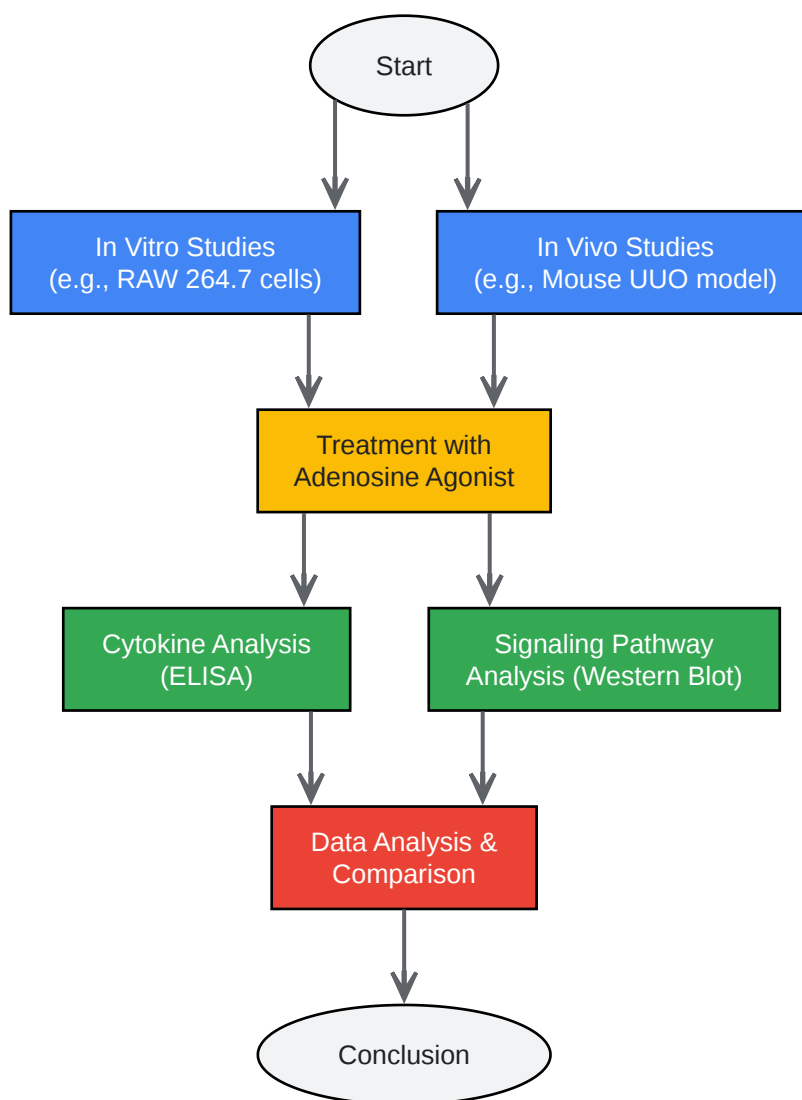 Start
In Vitro Studies
(e.g., RAW 264.7 cells)
In Vivo Studies
(e.g., Mouse UUO model)
Treatment with
Adenosine Agonist
Cytokine Analysis
(ELISA)
Signaling Pathway
Analysis (Western Blot)
Data Analysis &
Comparison
Conclusion